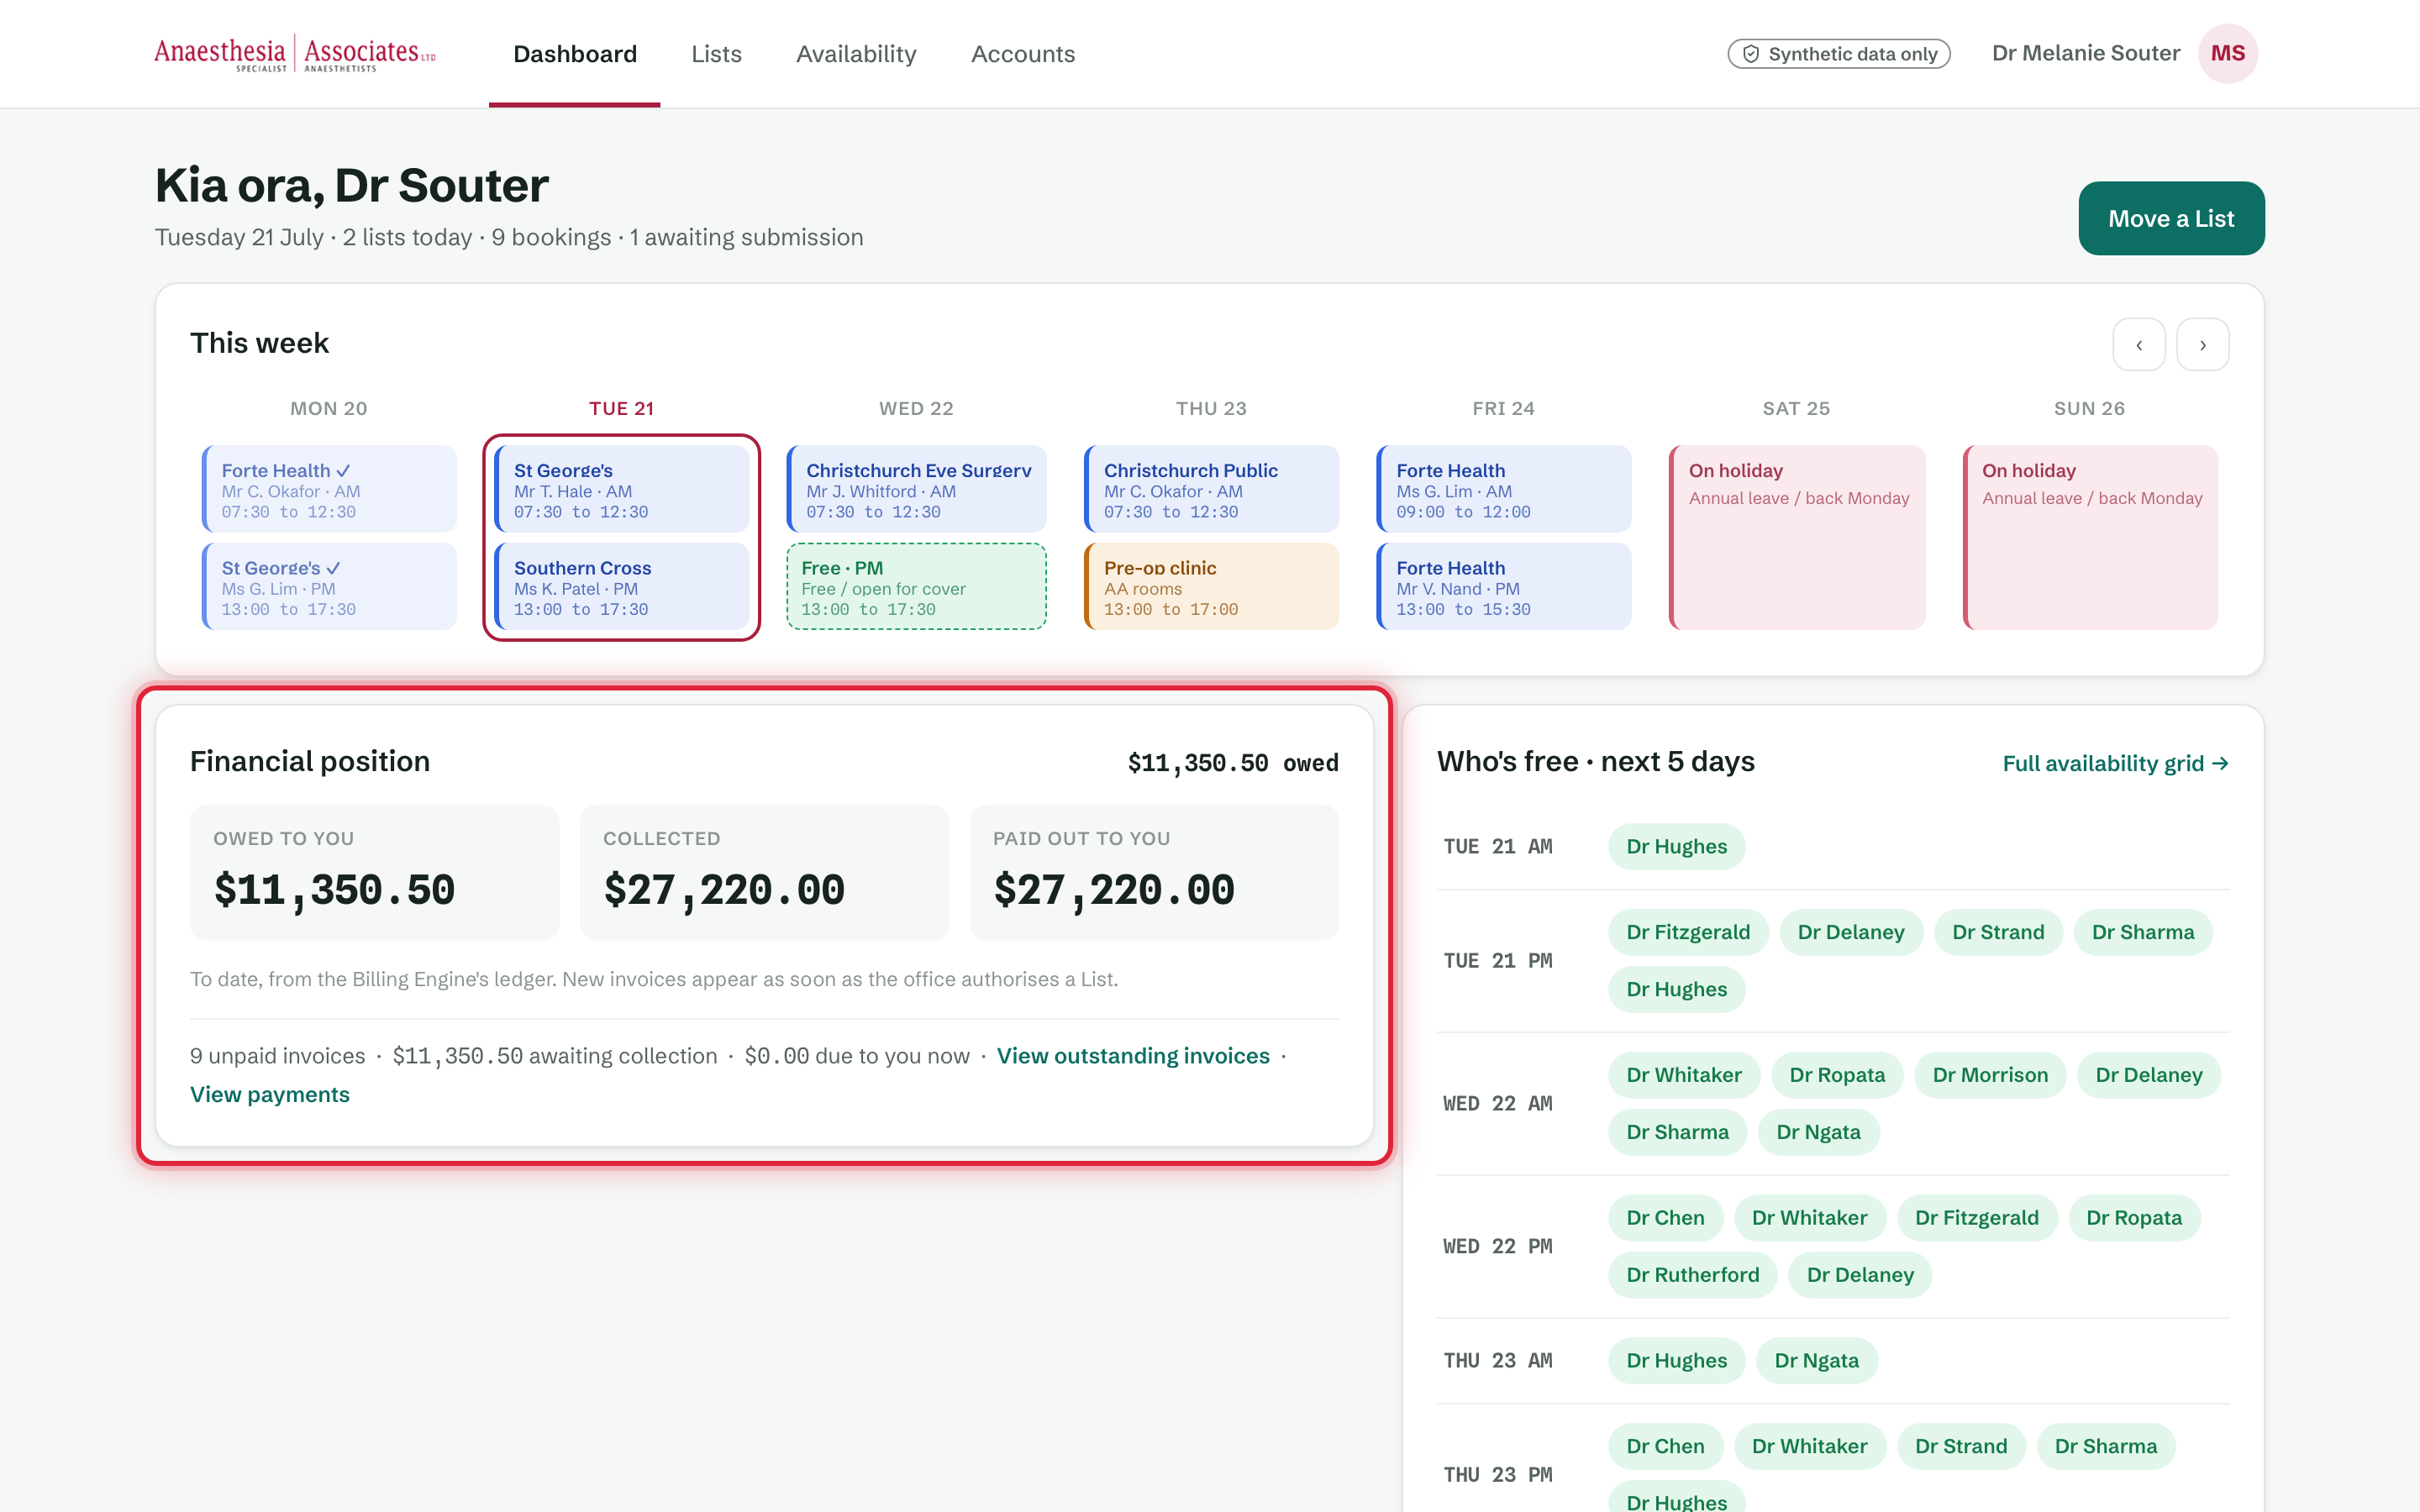 Anaesthesia | Associates LTD
SPECIALIST ANAESTHETISTS
Dashboard
Lists
Availability
Accounts
Synthetic data only
Dr Melanie Souter
MS
Kia ora, Dr Souter
Tuesday 21 July · 2 lists today · 9 bookings · 1 awaiting submission
Move a List
This week
‹
›
MON 20
TUE 21
WED 22
THU 23
FRI 24
SAT 25
SUN 26
Forte Health ✓
Mr C. Okafor · AM
07:30 to 12:30
St George's ✓
Ms G. Lim · PM
13:00 to 17:30
St George's
Mr T. Hale · AM
07:30 to 12:30
Southern Cross
Ms K. Patel · PM
13:00 to 17:30
Christchurch Eye Surgery
Mr J. Whitford · AM
07:30 to 12:30
Free · PM
Free / open for cover
13:00 to 17:30
Christchurch Public
Mr C. Okafor · AM
07:30 to 12:30
Pre-op clinic
AA rooms
13:00 to 17:00
Forte Health
Ms G. Lim · AM
09:00 to 12:00
Forte Health
Mr V. Nand · PM
13:00 to 15:30
On holiday
Annual leave / back Monday
On holiday
Annual leave / back Monday
Financial position
$11,350.50 owed
OWED TO YOU
$11,350.50
COLLECTED
$27,220.00
PAID OUT TO YOU
$27,220.00
To date, from the Billing Engine's ledger. New invoices appear as soon as the office authorises a List.
9 unpaid invoices · $11,350.50 awaiting collection · $0.00 due to you now · View outstanding invoices ·
View payments
Who's free · next 5 days
Full availability grid →
TUE 21 AM
Dr Hughes
TUE 21 PM
Dr Fitzgerald Dr Delaney Dr Strand Dr Sharma
Dr Hughes
WED 22 AM
Dr Whitaker Dr Ropata Dr Morrison Dr Delaney
Dr Sharma Dr Ngata
WED 22 PM
Dr Chen Dr Whitaker Dr Fitzgerald Dr Ropata
Dr Rutherford Dr Delaney
THU 23 AM
Dr Hughes Dr Ngata
THU 23 PM
Dr Chen Dr Whitaker Dr Strand Dr Sharma
Dr Hughes